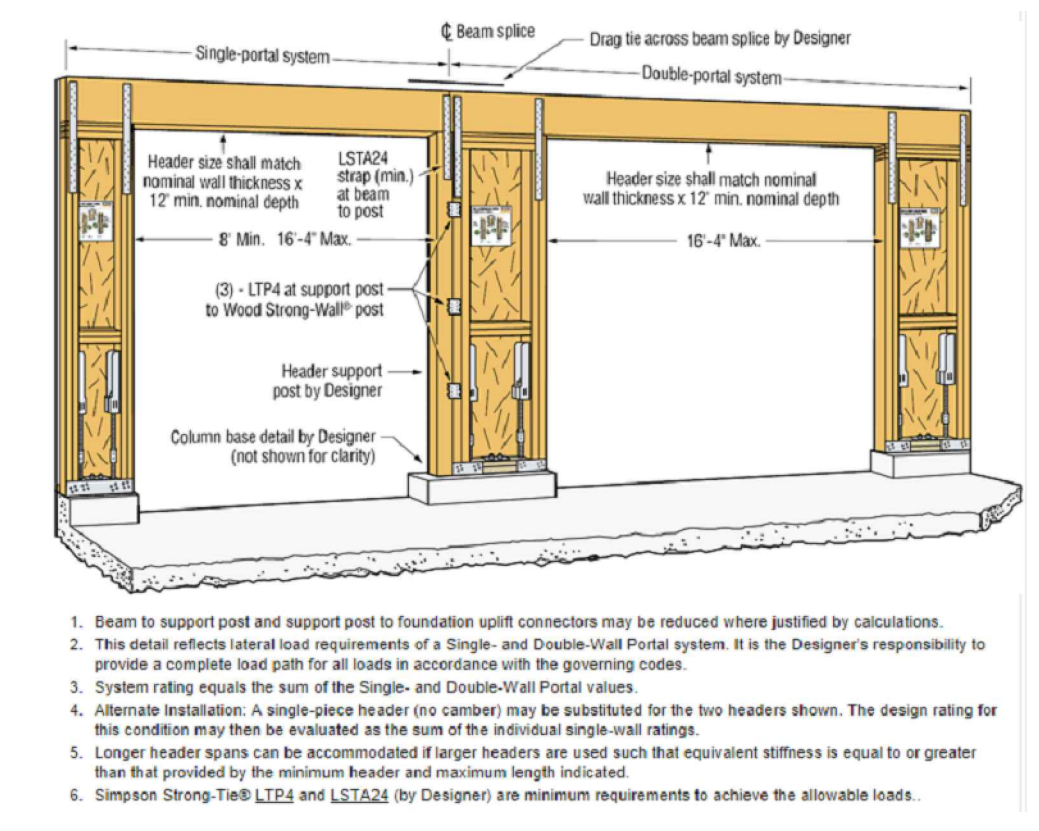 ℄ Beam splice
Single-portal system
Drag tie across beam splice by Designer
Double-portal system
Header size shall match
nominal wall thickness x
12" min. nominal depth
LSTA24
strap (min.)
at beam
to post
Header size shall match nominal
wall thickness x 12" min. nominal depth
8' Min. 16'-4" Max.
16'-4" Max.
(3) - LTP4 at support post
to Wood Strong-Wall® post
Header support
post by Designer
Column base detail by Designer
(not shown for clarity)
1. Beam to support post and support post to foundation uplift connectors may be reduced where justified by calculations.
2. This detail reflects lateral load requirements of a Single- and Double-Wall Portal system. It is the Designer's responsibility to
provide a complete load path for all loads in accordance with the governing codes.
3. System rating equals the sum of the Single- and Double-Wall Portal values.
4. Alternate Installation: A single-piece header (no camber) may be substituted for the two headers shown. The design rating for
this condition may then be evaluated as the sum of the individual single-wall ratings.
5. Longer header spans can be accommodated if larger headers are used such that equivalent stiffness is equal to or greater
than that provided by the minimum header and maximum length indicated.
6. Simpson Strong-Tie® LTP4 and LSTA24 (by Designer) are minimum requirements to achieve the allowable loads..